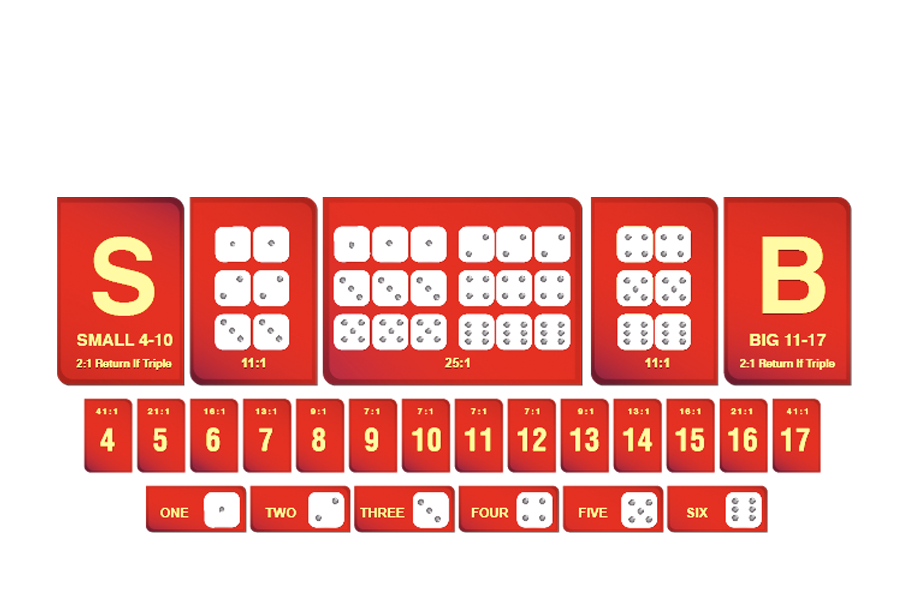 S
SMALL 4-10
2:1 Return If Triple
11:1
25:1
11:1
B
BIG 11-17
2:1 Return If Triple
41:1 21:1 16:1 13:1 9:1 7:1 7:1 7:1 7:1 9:1 13:1 16:1 21:1 41:1
4 5 6 7 8 9 10 11 12 13 14 15 16 17
ONE TWO THREE FOUR FIVE SIX